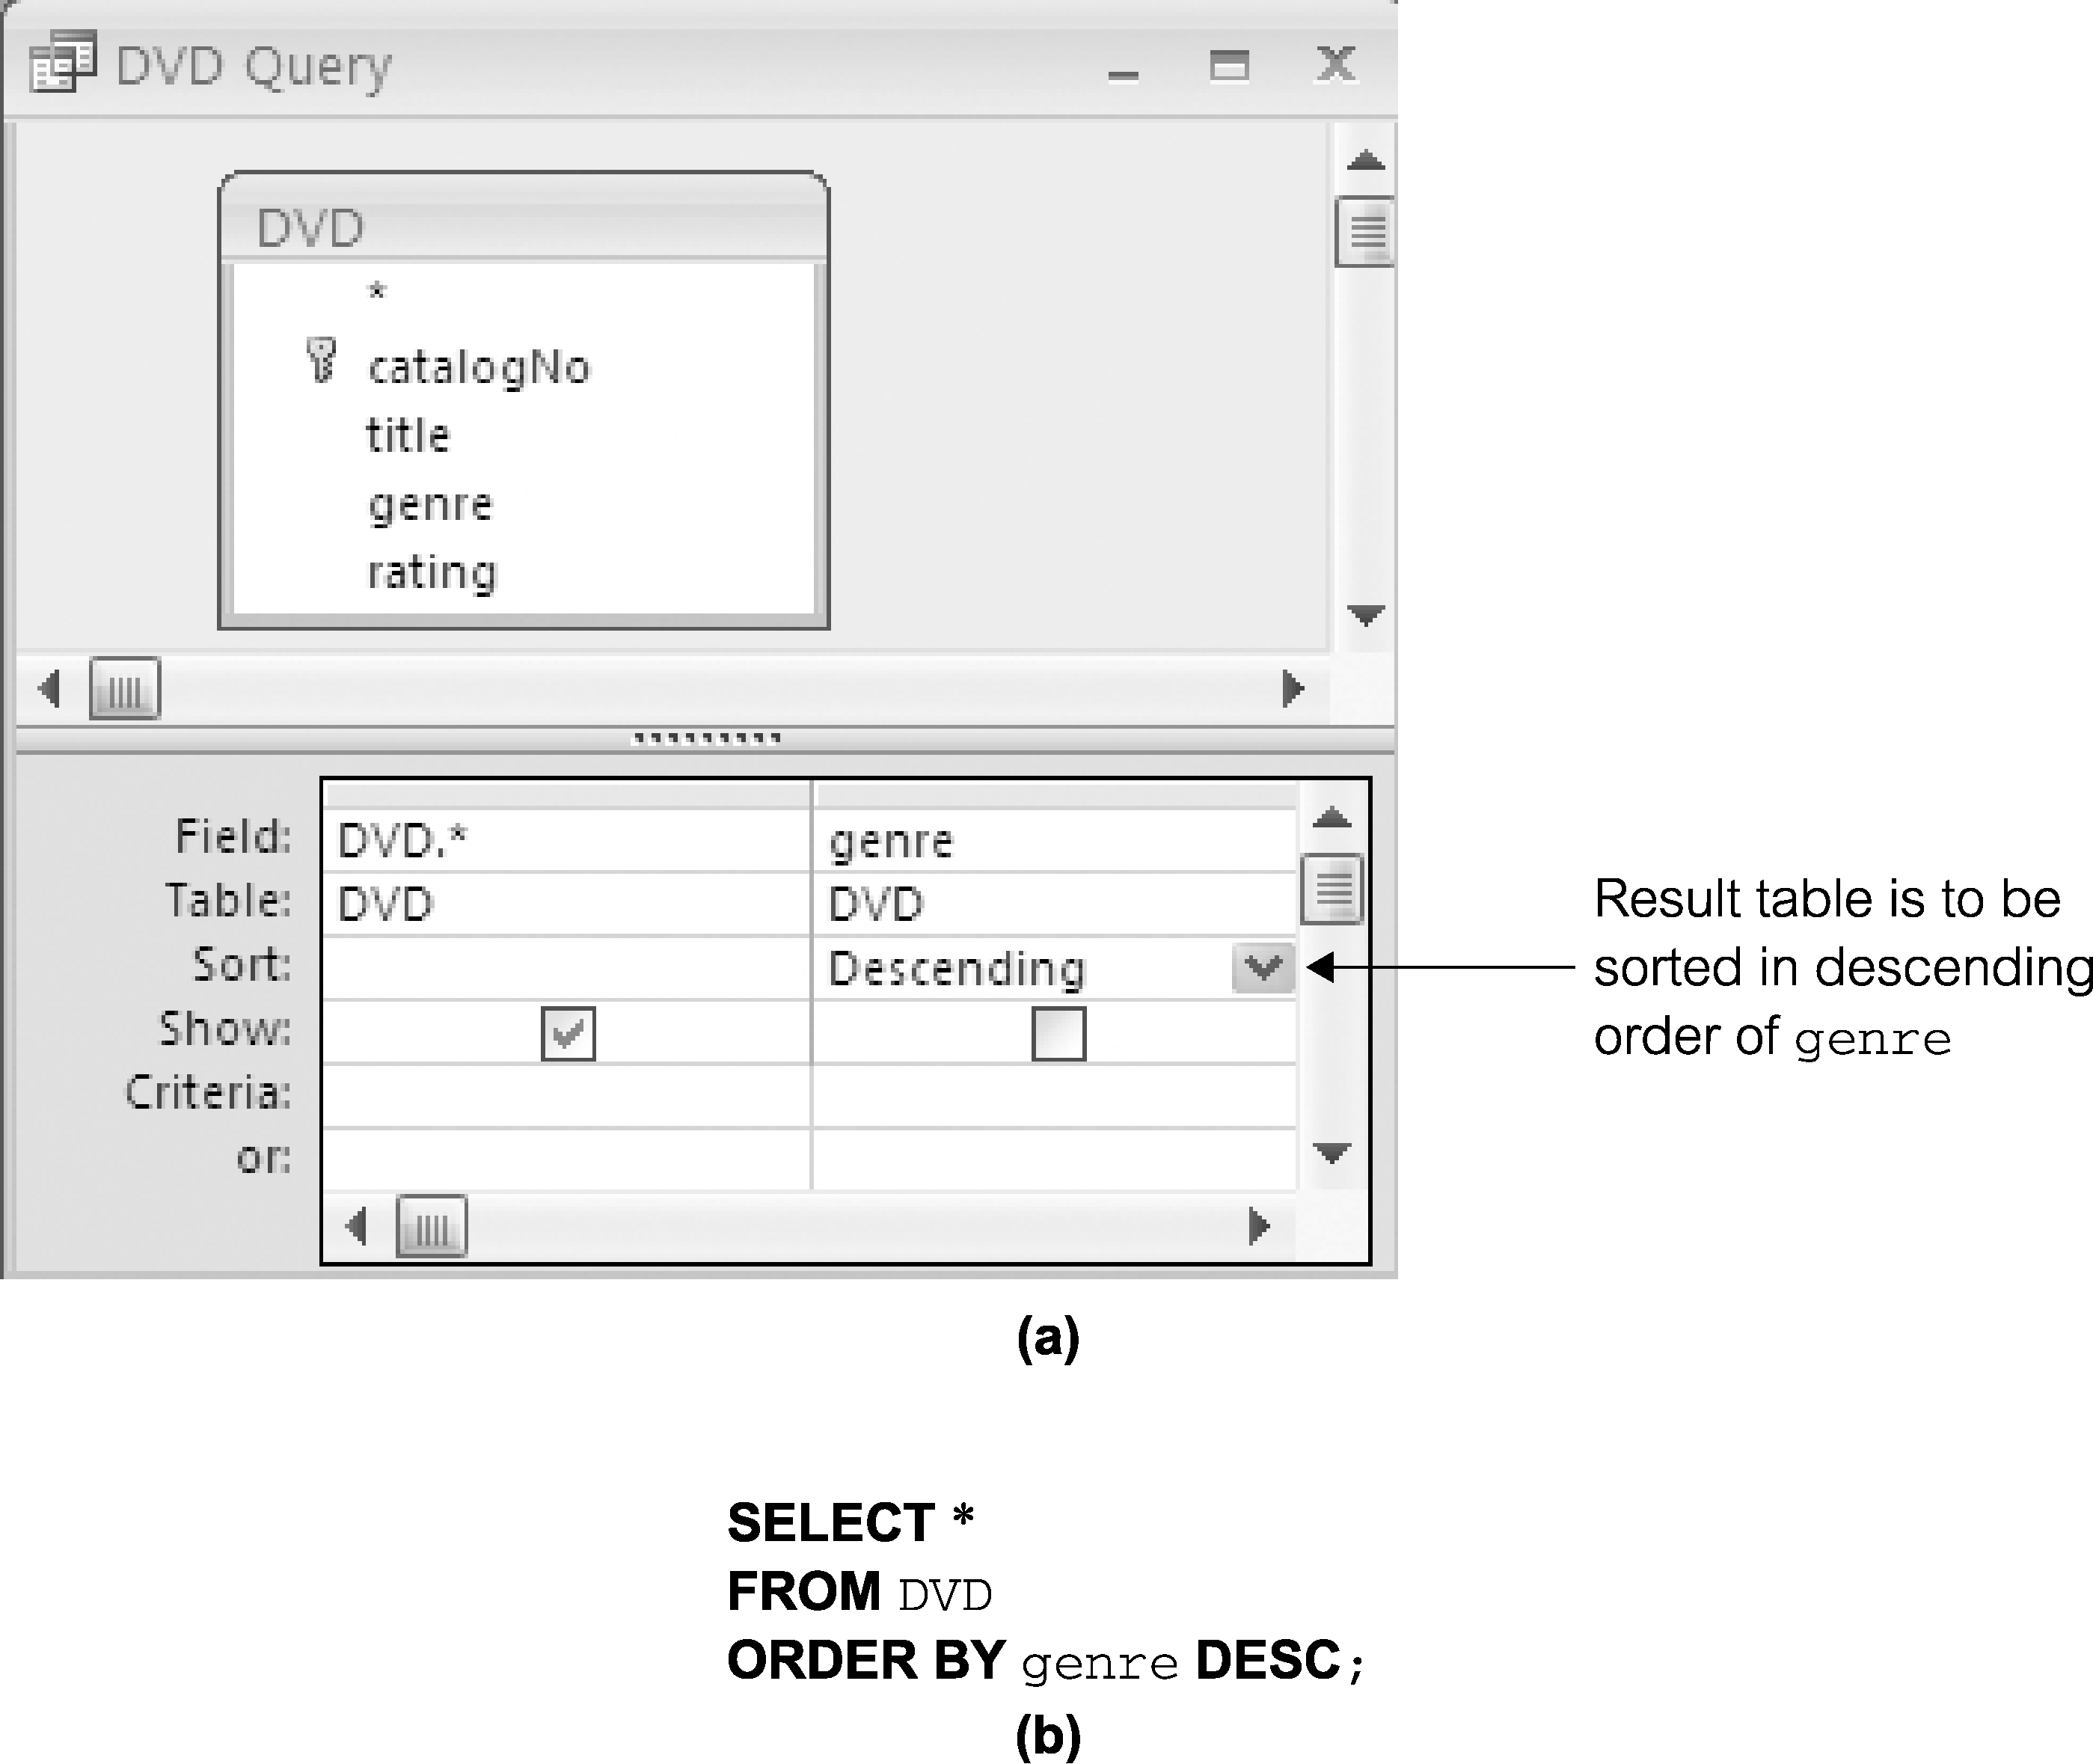 DVD Query
DVD
*
catalogNo
title
genre
rating
Field: DVD.* genre
Table: DVD DVD
Sort: Descending
Show:
Criteria:
or:
Result table is to be
sorted in descending
order of genre
(a)
SELECT *
FROM DVD
ORDER BY genre DESC;
(b)